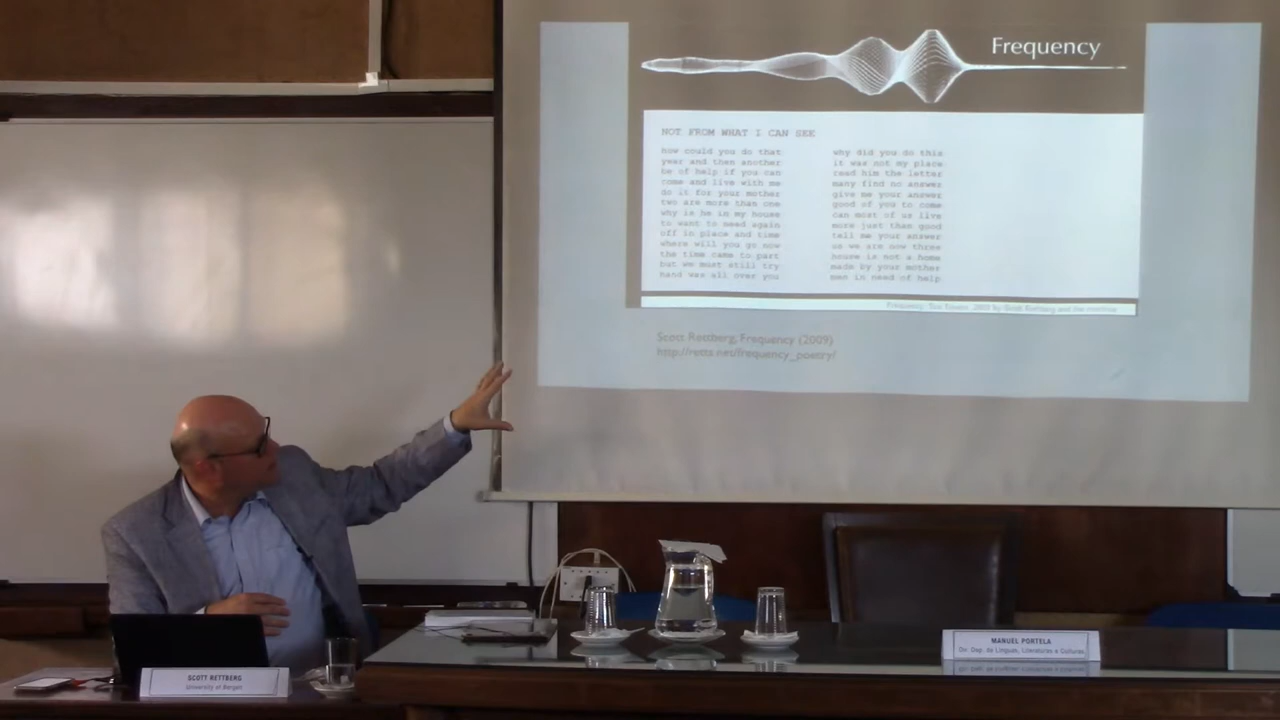 Frequency
NOT FROM WHAT I CAN SEE
how could you do that
year and then another
be of help if you can
come and live with me
do it for your mother
two are more than one
why is he in my house
to want to need again
off in place and time
where will you go now
the time came to part
but we must still try
hand was all over you
why did you do this
it was not my place
read him the letter
many find no answer
give me your answer
good of you to come
can most of us live
more just than good
tell me your answer
us we are now three
house is not a home
made by your mother
men in need of help
Scott Rettberg, Frequency (2009)
http://retts.net/frequency_poetry/
SCOTT RETTBERG
University of Bergen
MANUEL PORTELA
Dir. Dep. de Línguas, Literaturas e Culturas